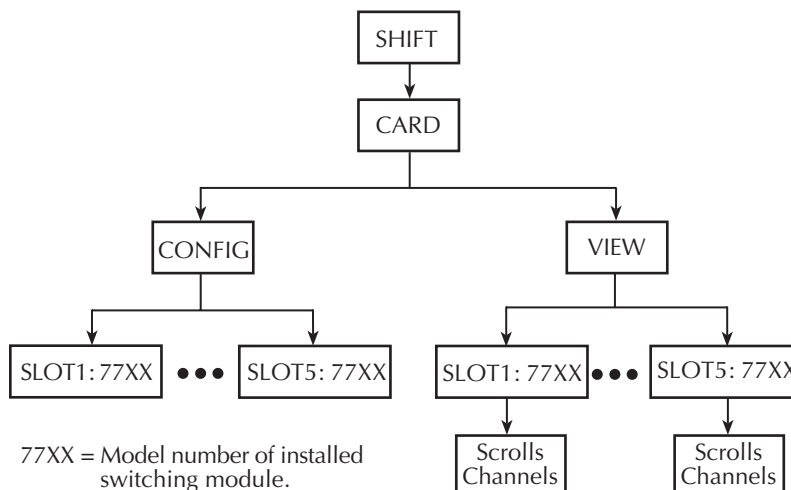 SHIFT
CARD
CONFIG
VIEW
SLOT1: 77XX
SLOT5: 77XX
SLOT1: 77XX
SLOT5: 77XX
77XX = Model number of installed
switching module.
Scrolls
Channels
Scrolls
Channels